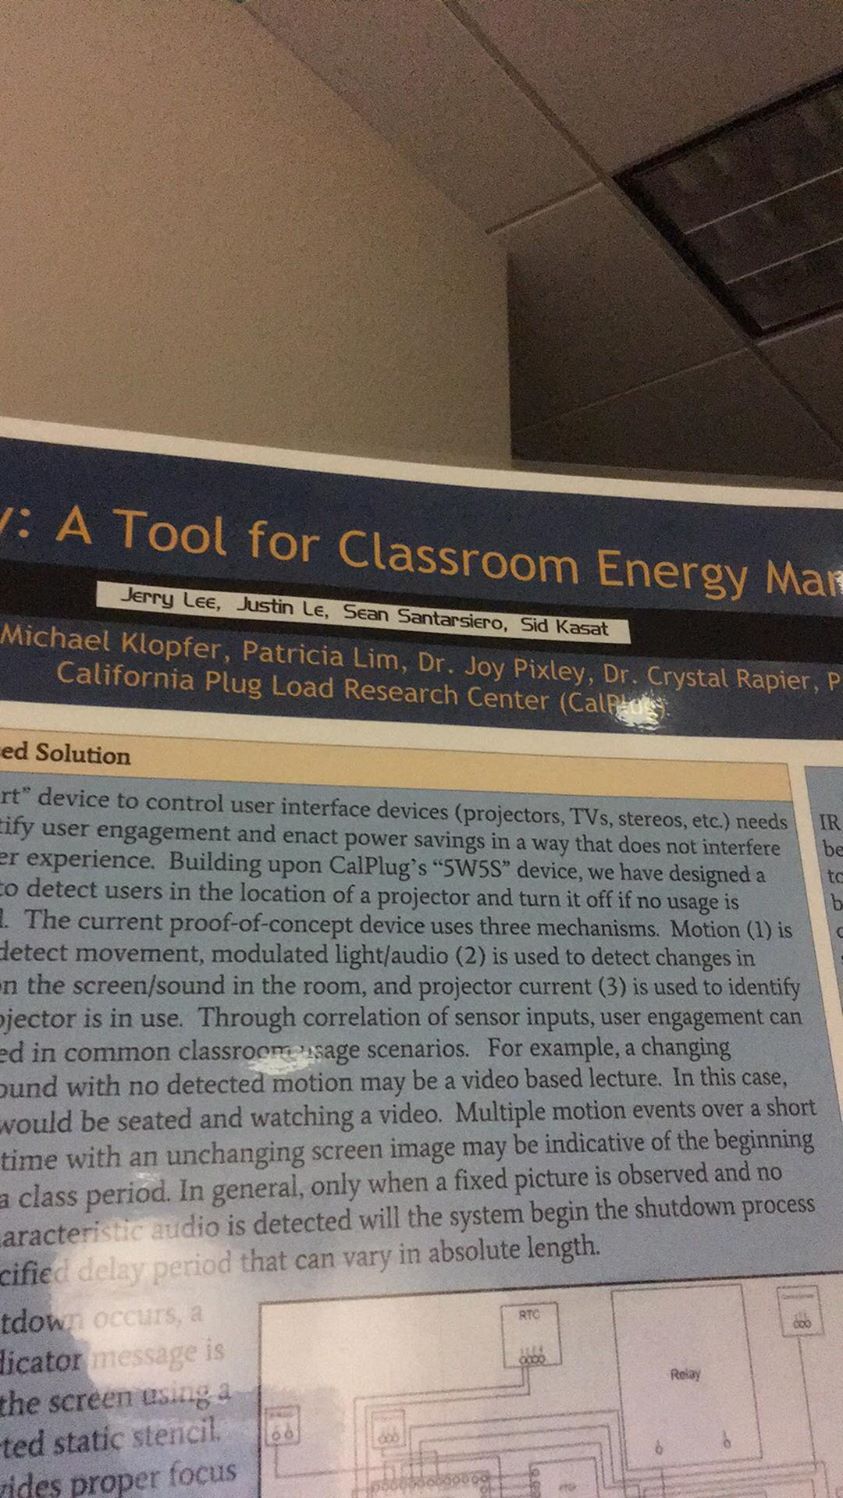 y: A Tool for Classroom Energy Man
Jerry Lee, Justin Le, Sean Santarsiero, Sid Kasat
Michael Klopfer, Patricia Lim, Dr. Joy Pixley, Dr. Crystal Rapier, P
California Plug Load Research Center (CalPlug)
ed Solution
rt" device to control user interface devices (projectors, TVs, stereos, etc.) needs
tify user engagement and enact power savings in a way that does not interfere
er experience. Building upon CalPlug's "5W5S" device, we have designed a
to detect users in the location of a projector and turn it off if no usage is
. The current proof-of-concept device uses three mechanisms. Motion (1) is
detect movement, modulated light/audio (2) is used to detect changes in
on the screen/sound in the room, and projector current (3) is used to identify
ojector is in use. Through correlation of sensor inputs, user engagement can
ed in common classroom usage scenarios. For example, a changing
ound with no detected motion may be a video based lecture. In this case,
would be seated and watching a video. Multiple motion events over a short
time with an unchanging screen image may be indicative of the beginning
a class period. In general, only when a fixed picture is observed and no
aracteristic audio is detected will the system begin the shutdown process
cified delay period that can vary in absolute length.
tdown occurs, a
dicator message is
the screen using a
ted static stencil.
vides proper focus
IR
be
to
b
RTC
Relay